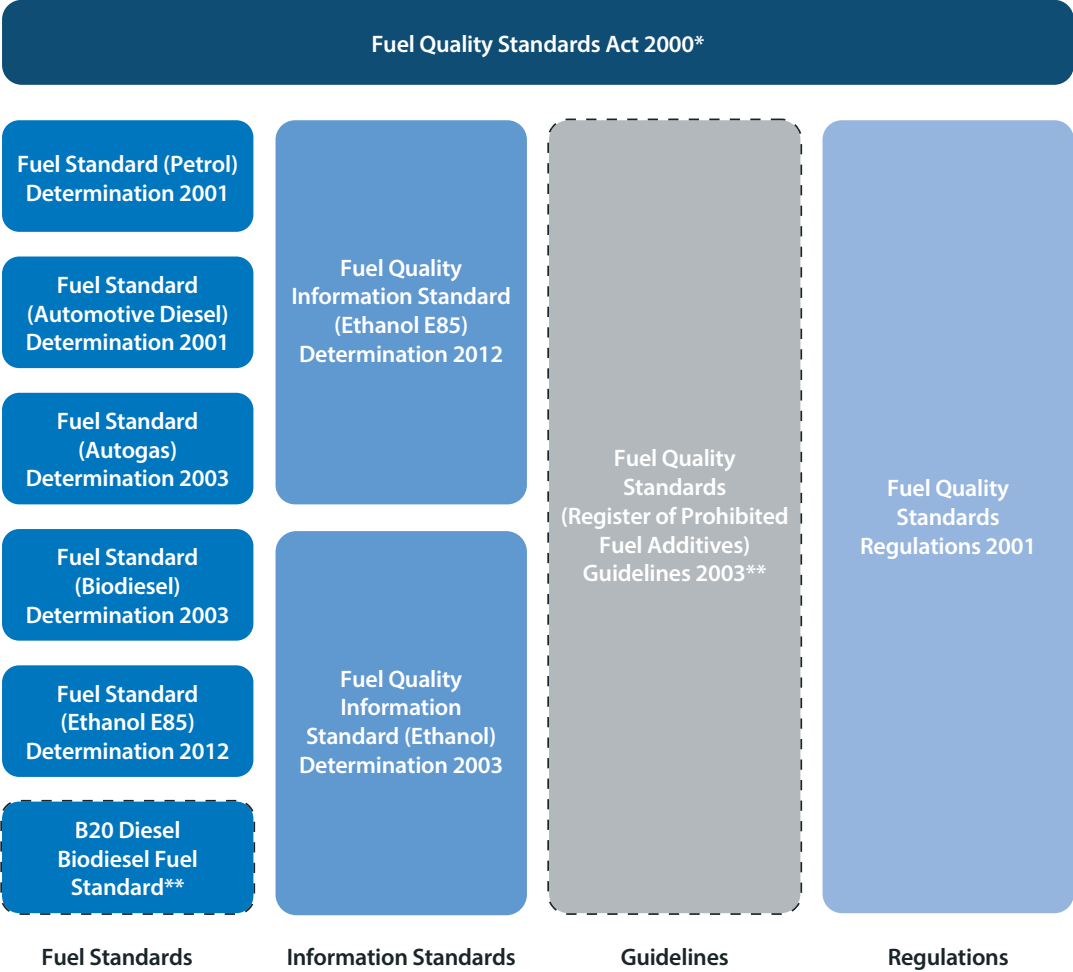 Fuel Quality Standards Act 2000*
Fuel Standard (Petrol)
Determination 2001
Fuel Standard
(Automotive Diesel)
Determination 2001
Fuel Standard
(Autogas)
Determination 2003
Fuel Standard
(Biodiesel)
Determination 2003
Fuel Standard
(Ethanol E85)
Determination 2012
B20 Diesel
Biodiesel Fuel
Standard**
Fuel Standards
Fuel Quality
Information Standard
(Ethanol E85)
Determination 2012
Fuel Quality
Information
Standard (Ethanol)
Determination 2003
Information Standards
Fuel Quality
Standards
(Register of Prohibited
Fuel Additives)
Guidelines 2003**
Guidelines
Fuel Quality
Standards
Regulations 2001
Regulations